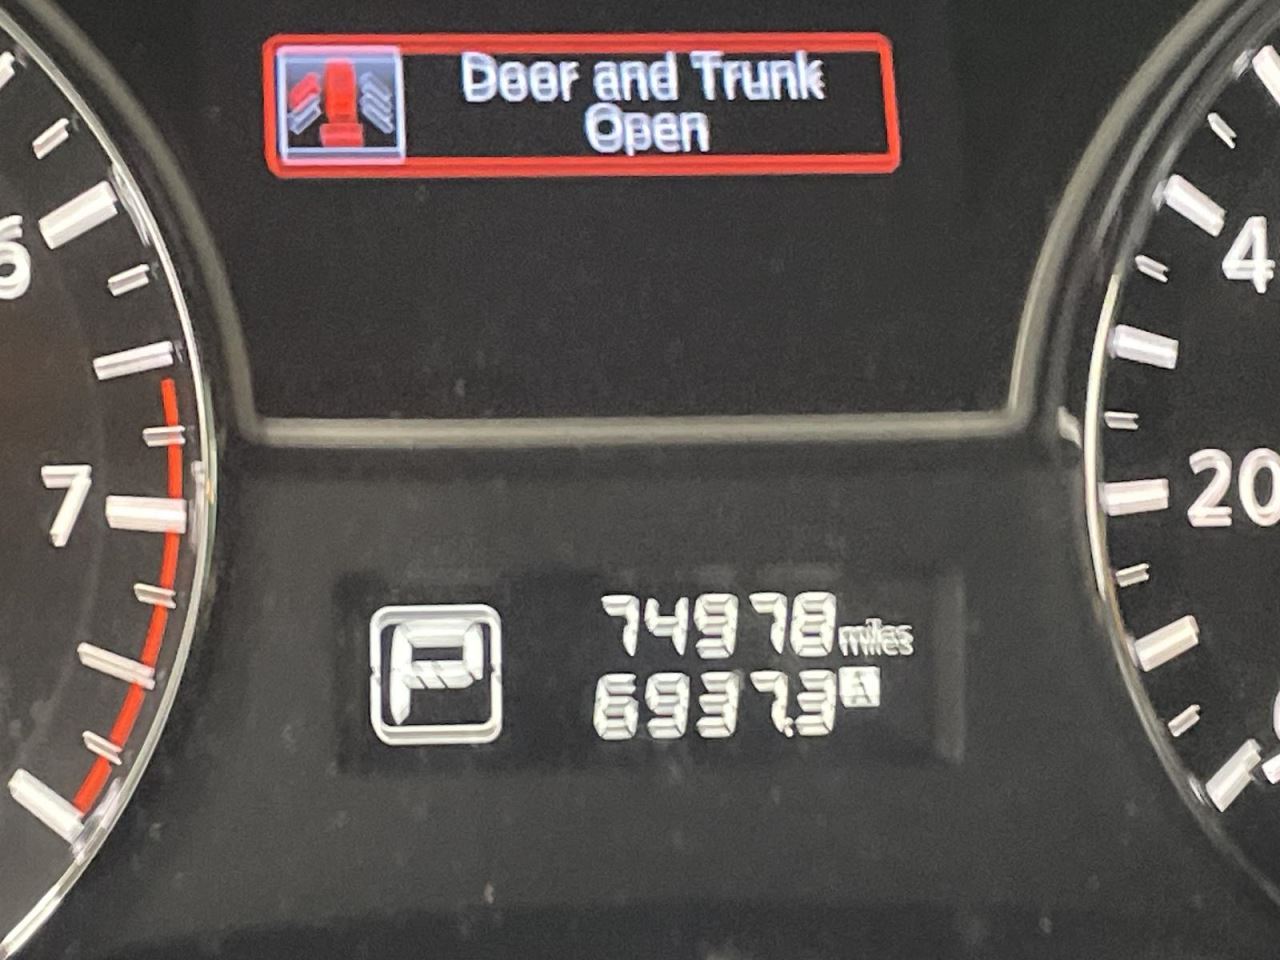 Door and Trunk
Open
6
7
4
20
P
74978 miles
6937.3 A